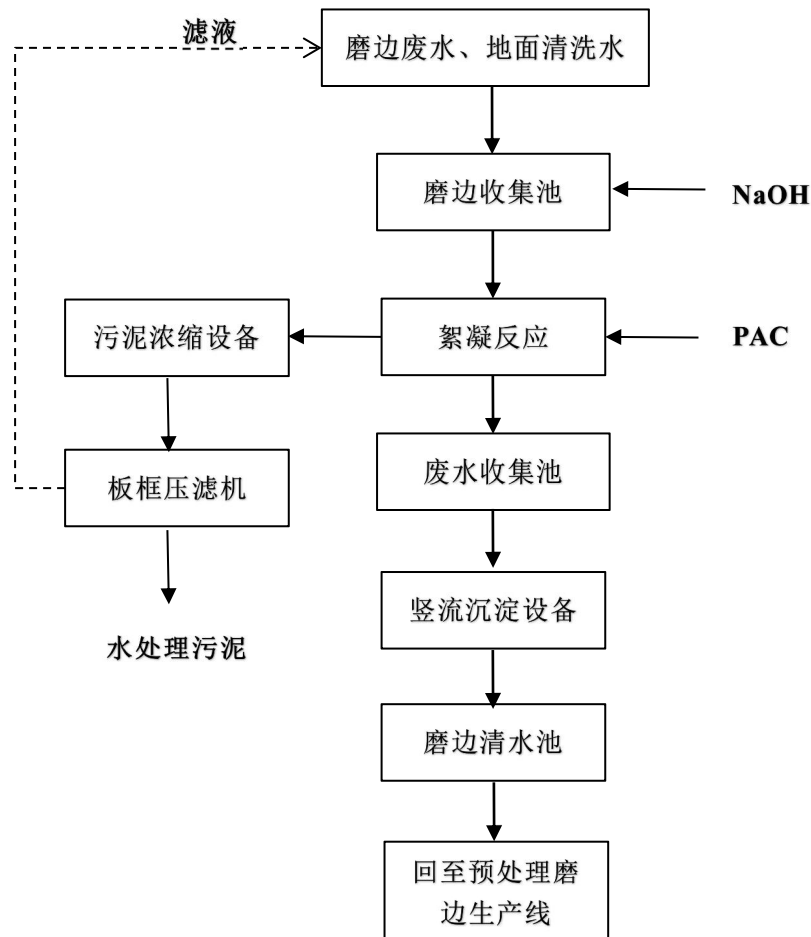 滤液
磨边废水、地面清洗水
磨边收集池
NaOH
污泥浓缩设备
絮凝反应
PAC
板框压滤机
废水收集池
竖流沉淀设备
水处理污泥
磨边清水池
回至预处理磨
边生产线